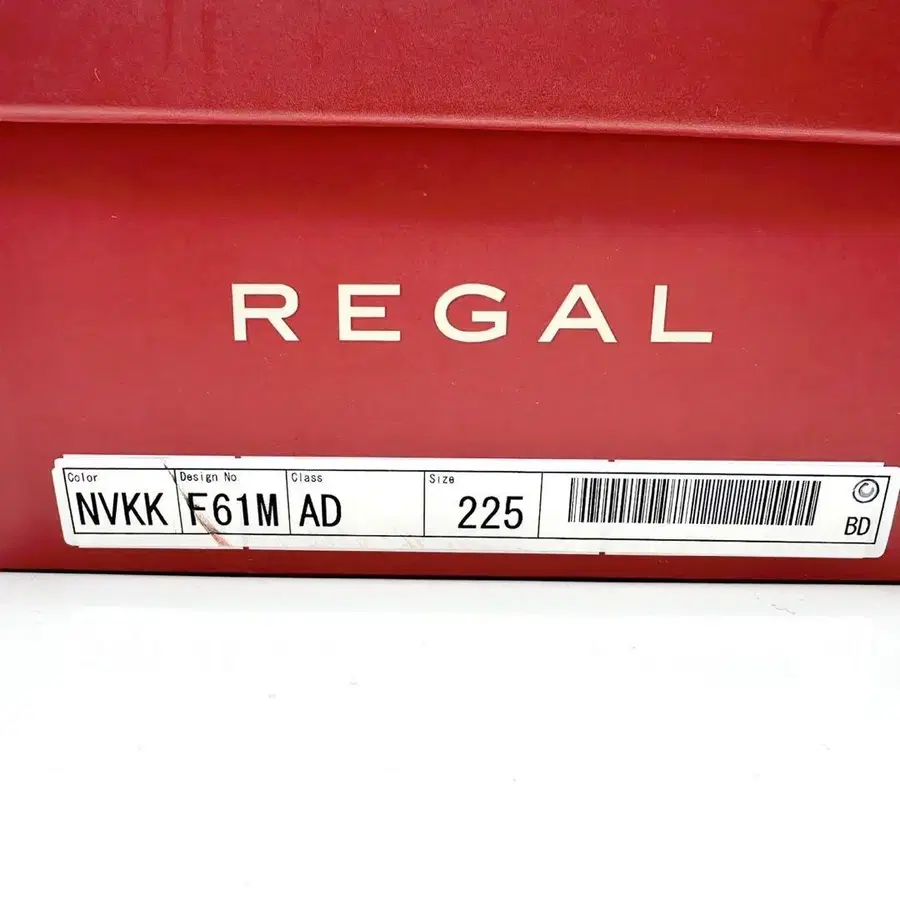 REGAL
Color Design No Class Size
NVKK F61M AD 225
BD